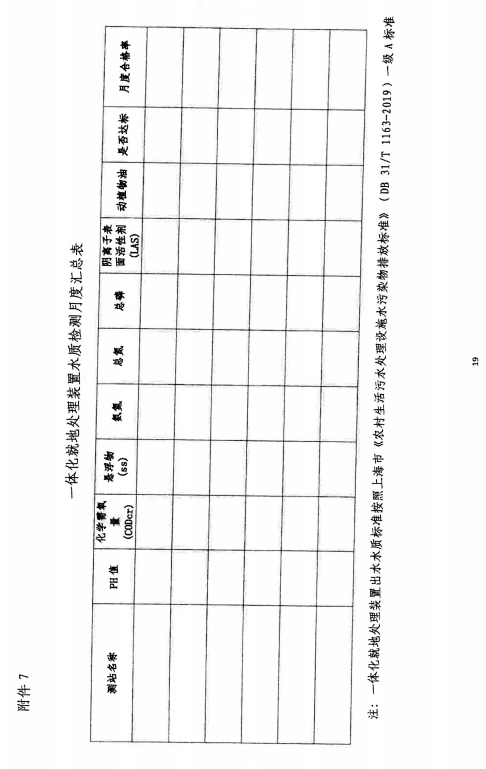 附件 7
一体化就地处理装置水质检测月度汇总表
测站名称
PH 值
化学需氧
量
(CODcr)
悬浮物
(ss)
氨氮
总氮
总磷
阴离子表
面活性剂
(LAS)
动植物油
是否达标
月度合格率
注：一体化就地处理装置出水水质标准按照上海市《农村生活污水处理设施水污染物排放标准》（DB 31/T 1163-2019）一级 A 标准
19